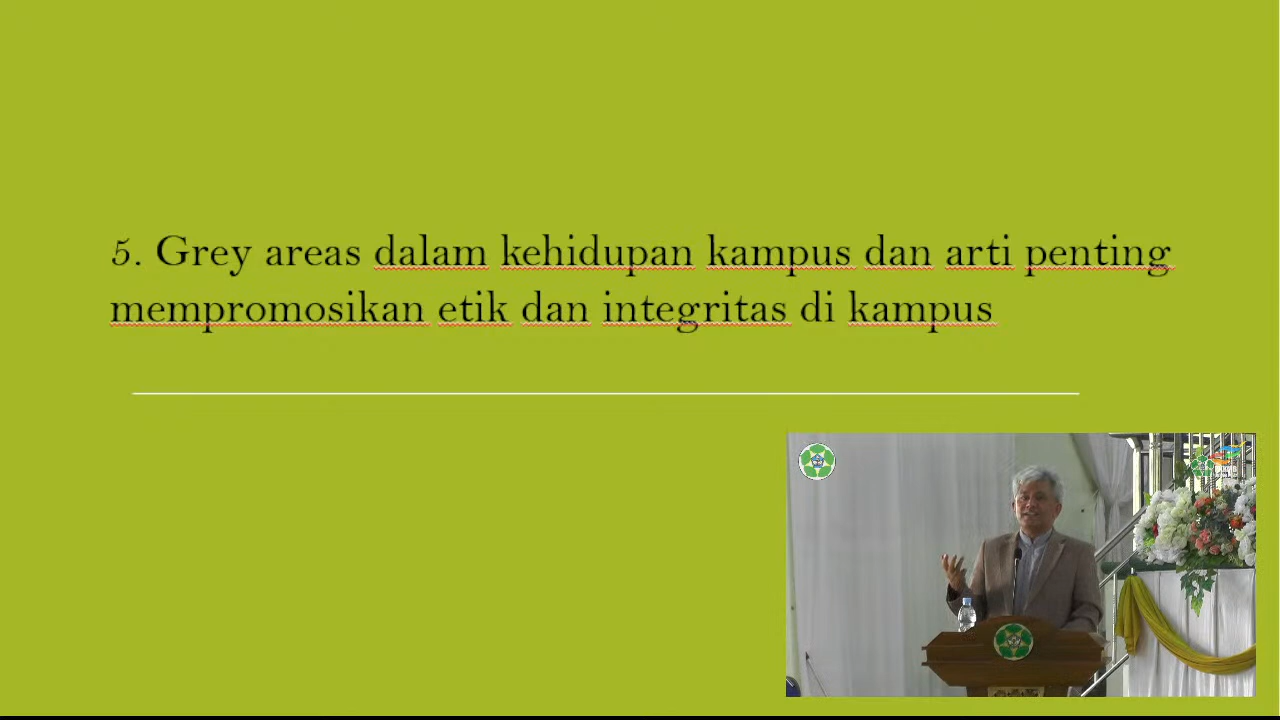 5. Grey areas dalam kehidupan kampus dan arti penting
mempromosikan etik dan integritas di kampus